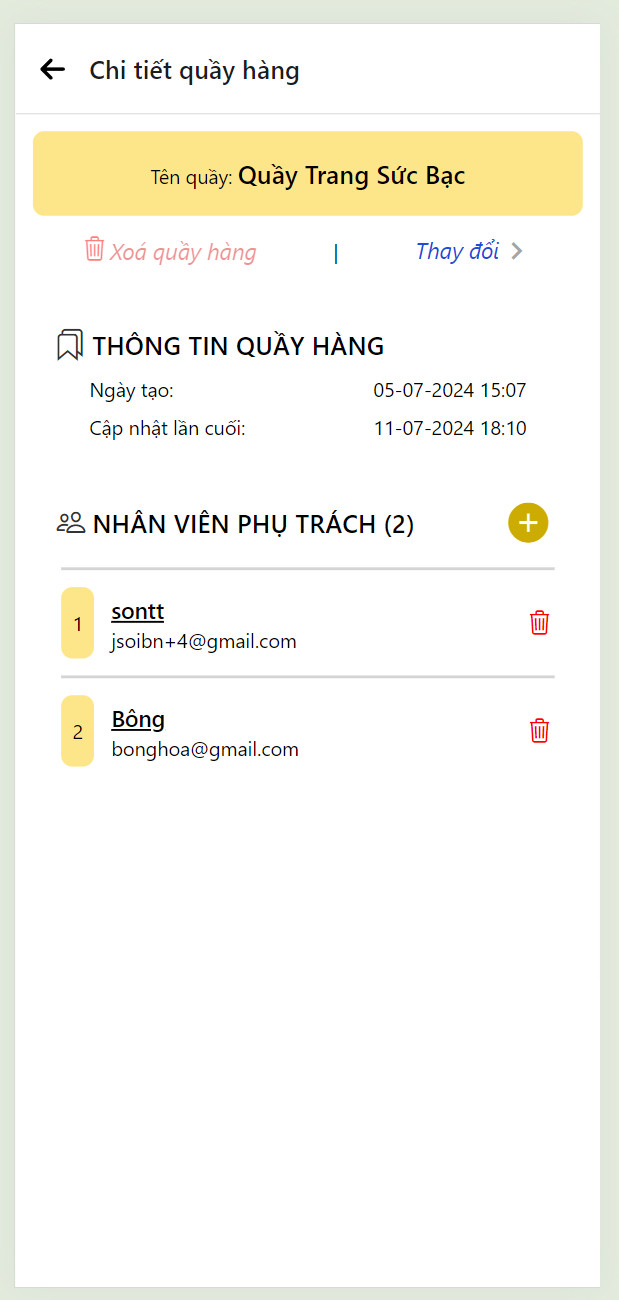 Chi tiết quầy hàng
Tên quầy: Quầy Trang Sức Bạc
Xoá quầy hàng | Thay đổi
THÔNG TIN QUẦY HÀNG
Ngày tạo: 05-07-2024 15:07
Cập nhật lần cuối: 11-07-2024 18:10
NHÂN VIÊN PHỤ TRÁCH (2)
1 sontt
jsoibn+4@gmail.com
2 Bông
bonghoa@gmail.com